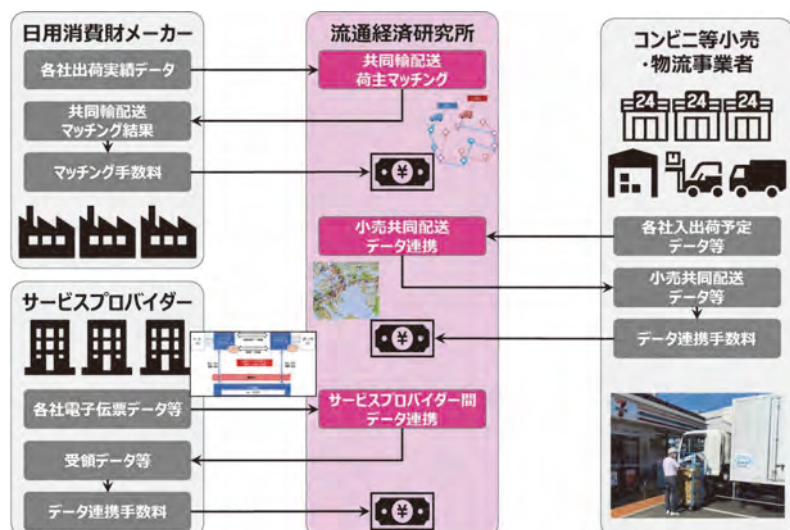 日用消費財メーカー
各社出荷実績データ
共同輸配送
マッチング結果
マッチング手数料
サービスプロバイダー
各社電子伝票データ等
受領データ等
データ連携手数料
流通経済研究所
共同輸配送
荷主マッチング
¥
小売共同配送
データ連携
¥
サービスプロバイダー間
データ連携
¥
コンビニ等小売
・物流事業者
24 24 24
各社入出荷予定
データ等
小売共同配送
データ等
データ連携手数料